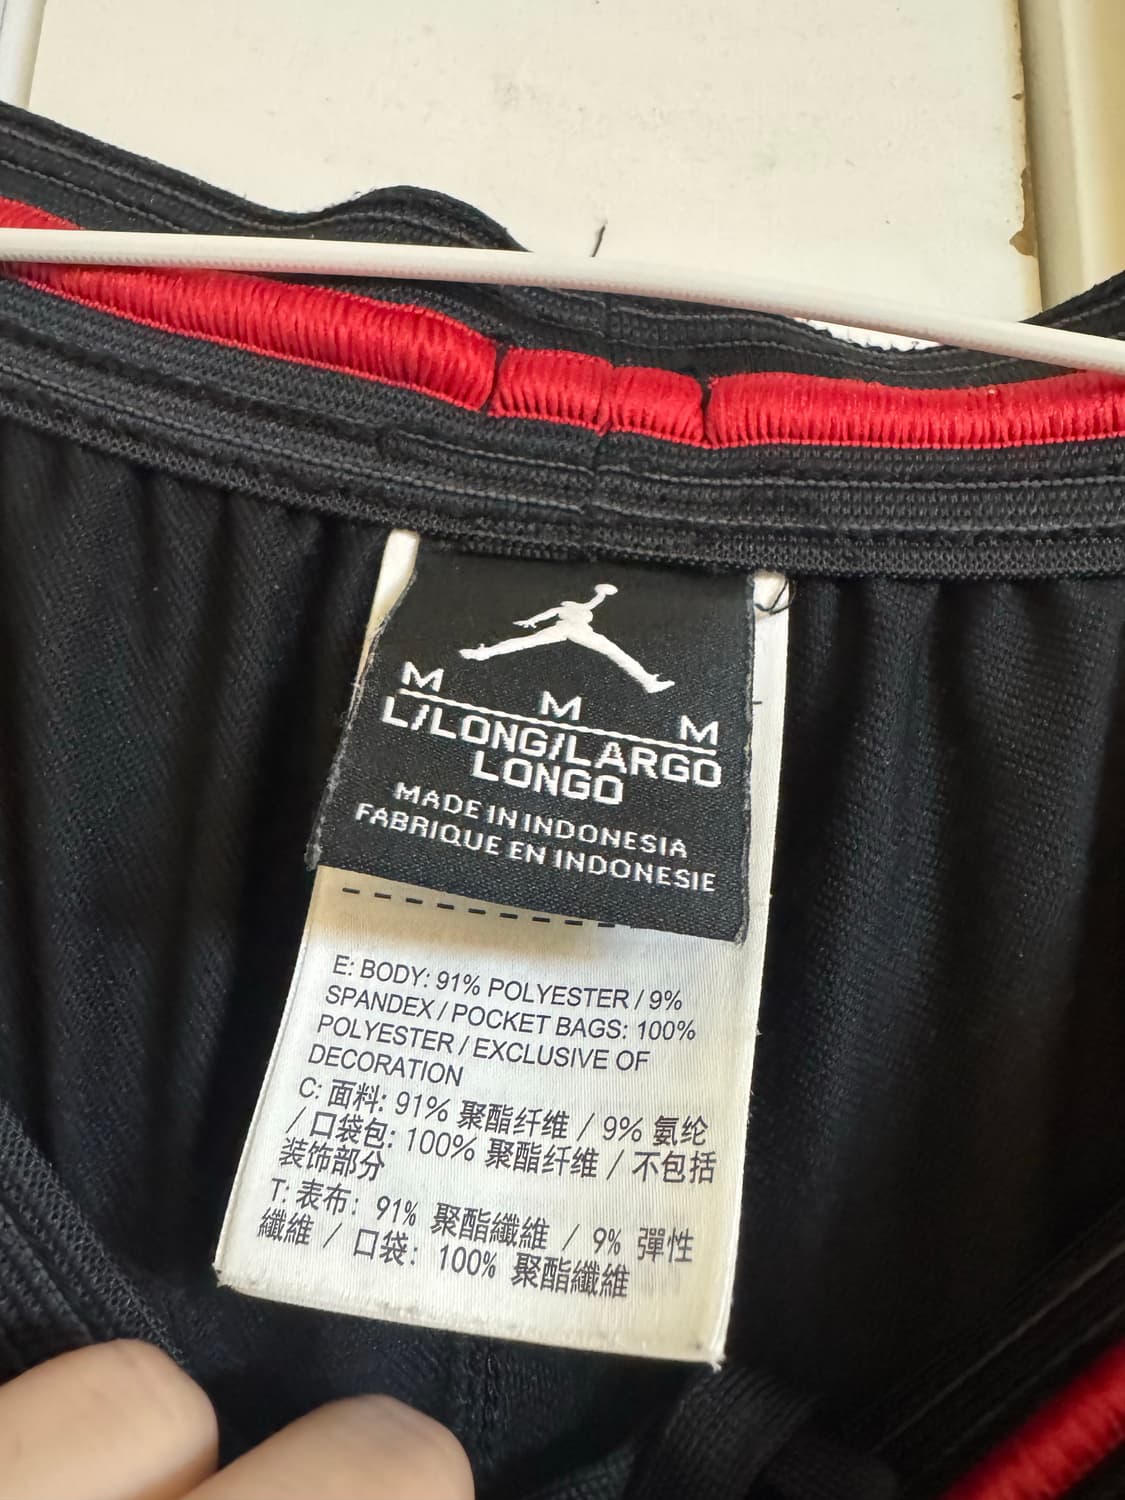 M M M
L/LONG/LARGO
LONGO
MADE IN INDONESIA
FABRIQUE EN INDONESIE
E: BODY: 91% POLYESTER / 9%
SPANDEX / POCKET BAGS: 100%
POLYESTER / EXCLUSIVE OF
DECORATION
C: 面料: 91% 聚酯纤维 / 9% 氨纶
/ 口袋包: 100% 聚酯纤维 / 不包括
装饰部分
T: 表布: 91% 聚酯纖維 / 9% 彈性
纖維 / 口袋: 100% 聚酯纖維